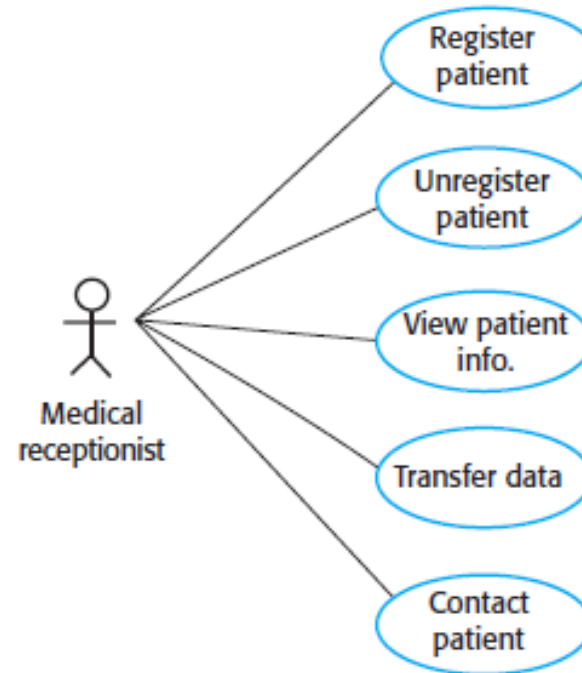 Register
patient
Unregister
patient
View patient
info.
Medical
receptionist
Transfer data
Contact
patient